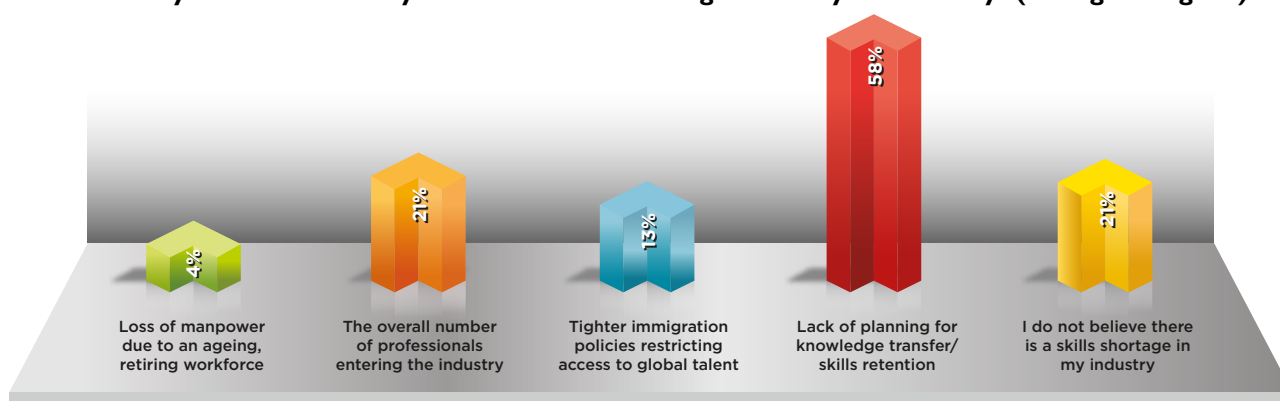 4%
21%
13%
58%
21%
Loss of manpower
due to an ageing,
retiring workforce
The overall number
of professionals
entering the industry
Tighter immigration
policies restricting
access to global talent
Lack of planning for
knowledge transfer/
skills retention
I do not believe there
is a skills shortage in
my industry